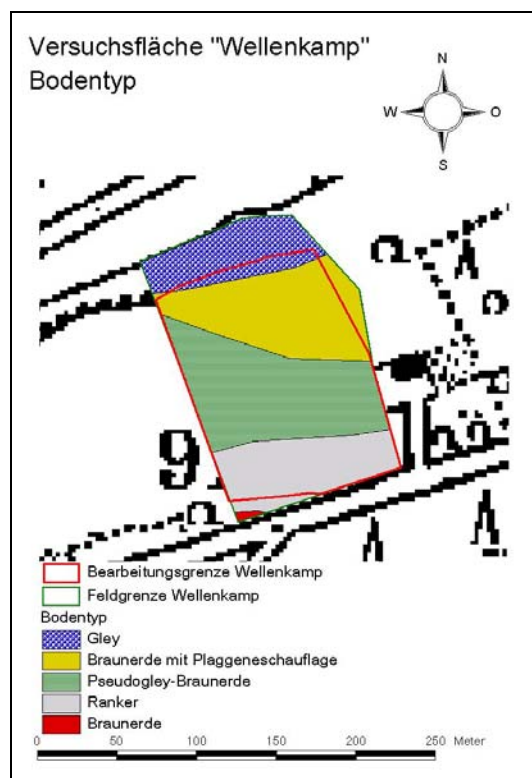 Versuchsfläche "Wellenkamp"
Bodentyp
N
W O
S
9
Bearbeitungsgrenze Wellenkamp
Feldgrenze Wellenkamp
Bodentyp
Gley
Braunerde mit Plaggeneschauflage
Pseudogley-Braunerde
Ranker
Braunerde
0 50 100 150 200 250 Meter